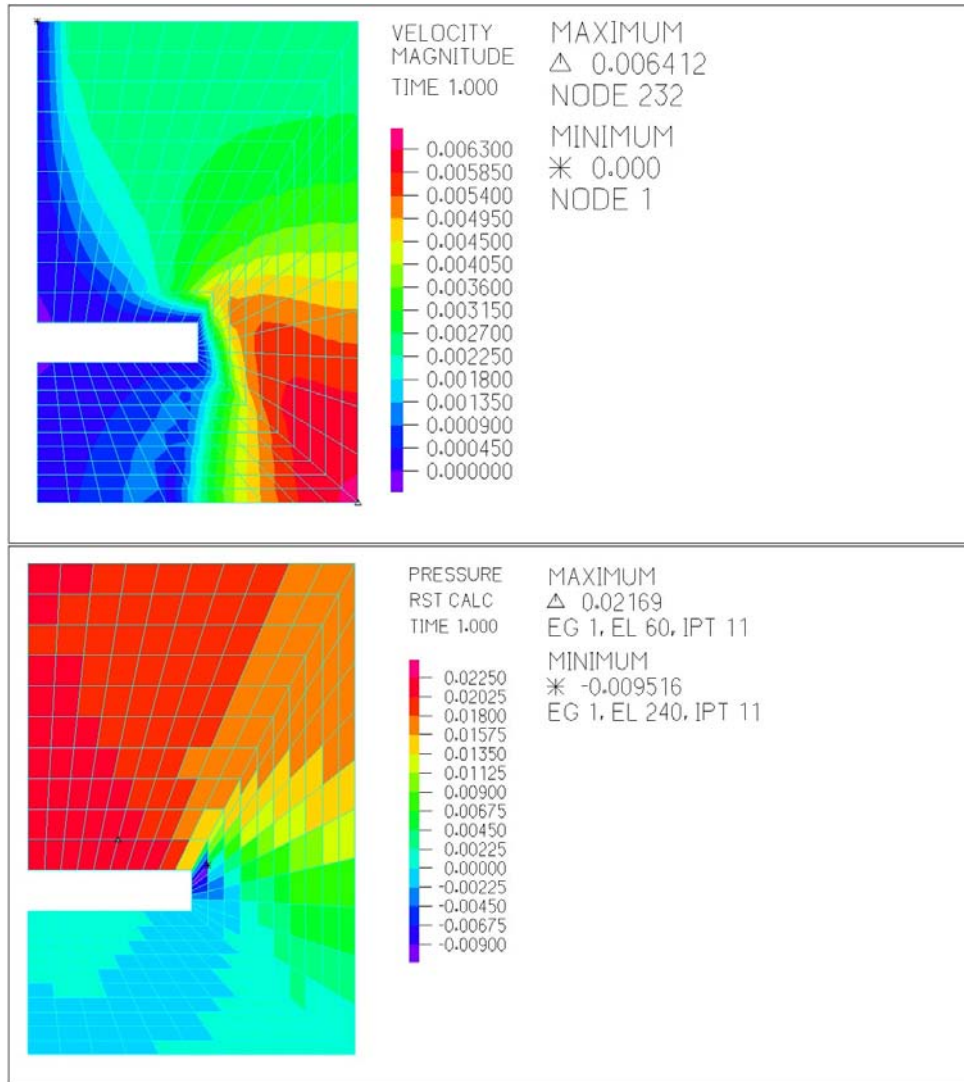 VELOCITY
MAGNITUDE
TIME 1.000
0.006300
0.005850
0.005400
0.004950
0.004500
0.004050
0.003600
0.003150
0.002700
0.002250
0.001800
0.001350
0.000900
0.000450
0.000000
MAXIMUM
△ 0.006412
NODE 232
MINIMUM
✳ 0.000
NODE 1
PRESSURE
RST CALC
TIME 1.000
0.02250
0.02025
0.01800
0.01575
0.01350
0.01125
0.00900
0.00675
0.00450
0.00225
0.00000
-0.00225
-0.00450
-0.00675
-0.00900
MAXIMUM
△ 0.02169
EG 1, EL 60, IPT 11
MINIMUM
✳ -0.009516
EG 1, EL 240, IPT 11